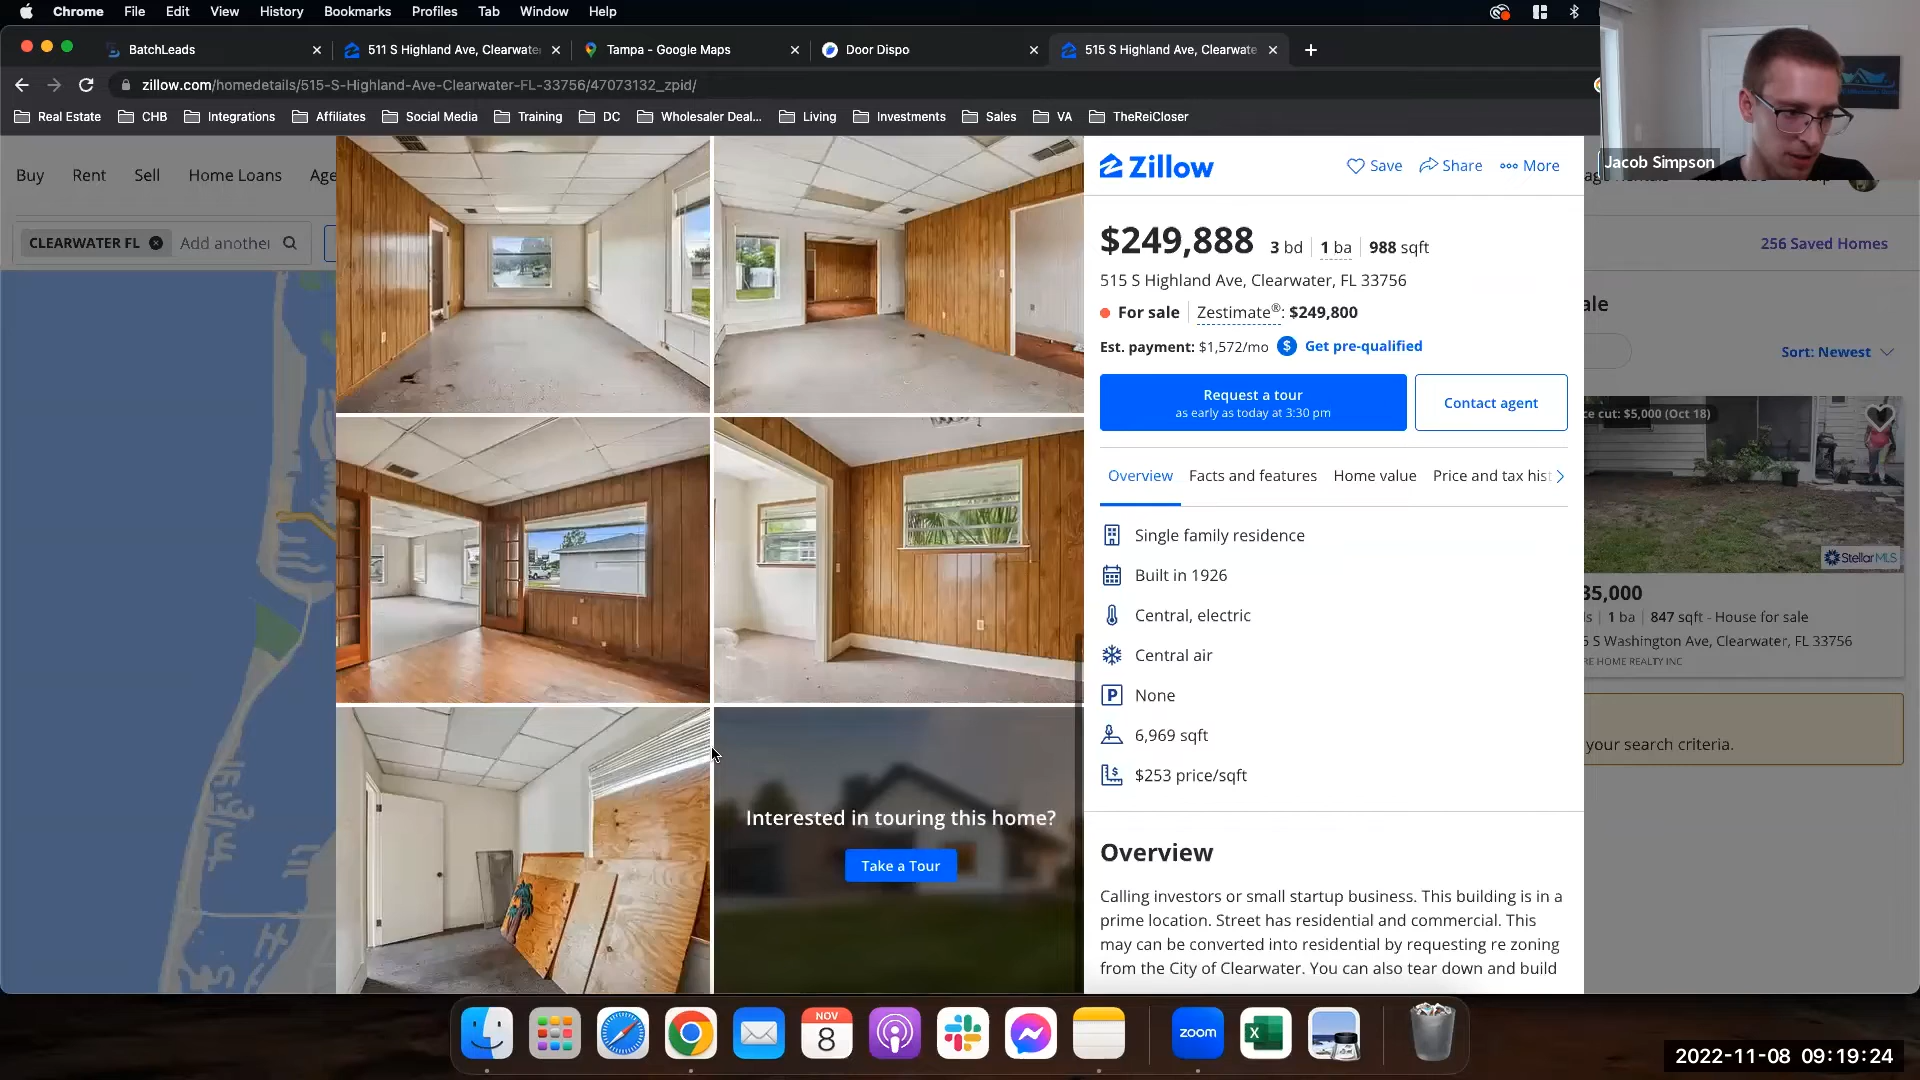 Chrome File Edit View History Bookmarks Profiles Tab Window Help
BatchLeads
511 S Highland Ave, Clearwate
Tampa - Google Maps
Door Dispo
515 S Highland Ave, Clearwate
zillow.com/homedetails/515-S-Highland-Ave-Clearwater-FL-33756/47073132_zpid/
Real Estate CHB Integrations Affiliates Social Media Training DC Wholesaler Deal... Living Investments Sales VA TheReiCloser
Jacob Simpson
Buy Rent Sell Home Loans Age
CLEARWATER FL Add another
256 Saved Homes
Zillow
Save Share More
$249,888 3 bd 1 ba 988 sqft
515 S Highland Ave, Clearwater, FL 33756
For sale Zestimate®: $249,800
Est. payment: $1,572/mo $ Get pre-qualified
Request a tour
as early as today at 3:30 pm
Contact agent
Overview Facts and features Home value Price and tax hist
Single family residence
Built in 1926
Central, electric
Central air
P None
6,969 sqft
$253 price/sqft
Overview
Calling investors or small startup business. This building is in a
prime location. Street has residential and commercial. This
may can be converted into residential by requesting re zoning
from the City of Clearwater. You can also tear down and build
Interested in touring this home?
Take a Tour
ale
Sort: Newest
ce cut: $5,000 (Oct 18)
StellarMLS
35,000
ls 1 ba 847 sqft - House for sale
S Washington Ave, Clearwater, FL 33756
RE HOME REALTY INC
your search criteria.
NOV
8
zoom
X
2022-11-08 09:19:24